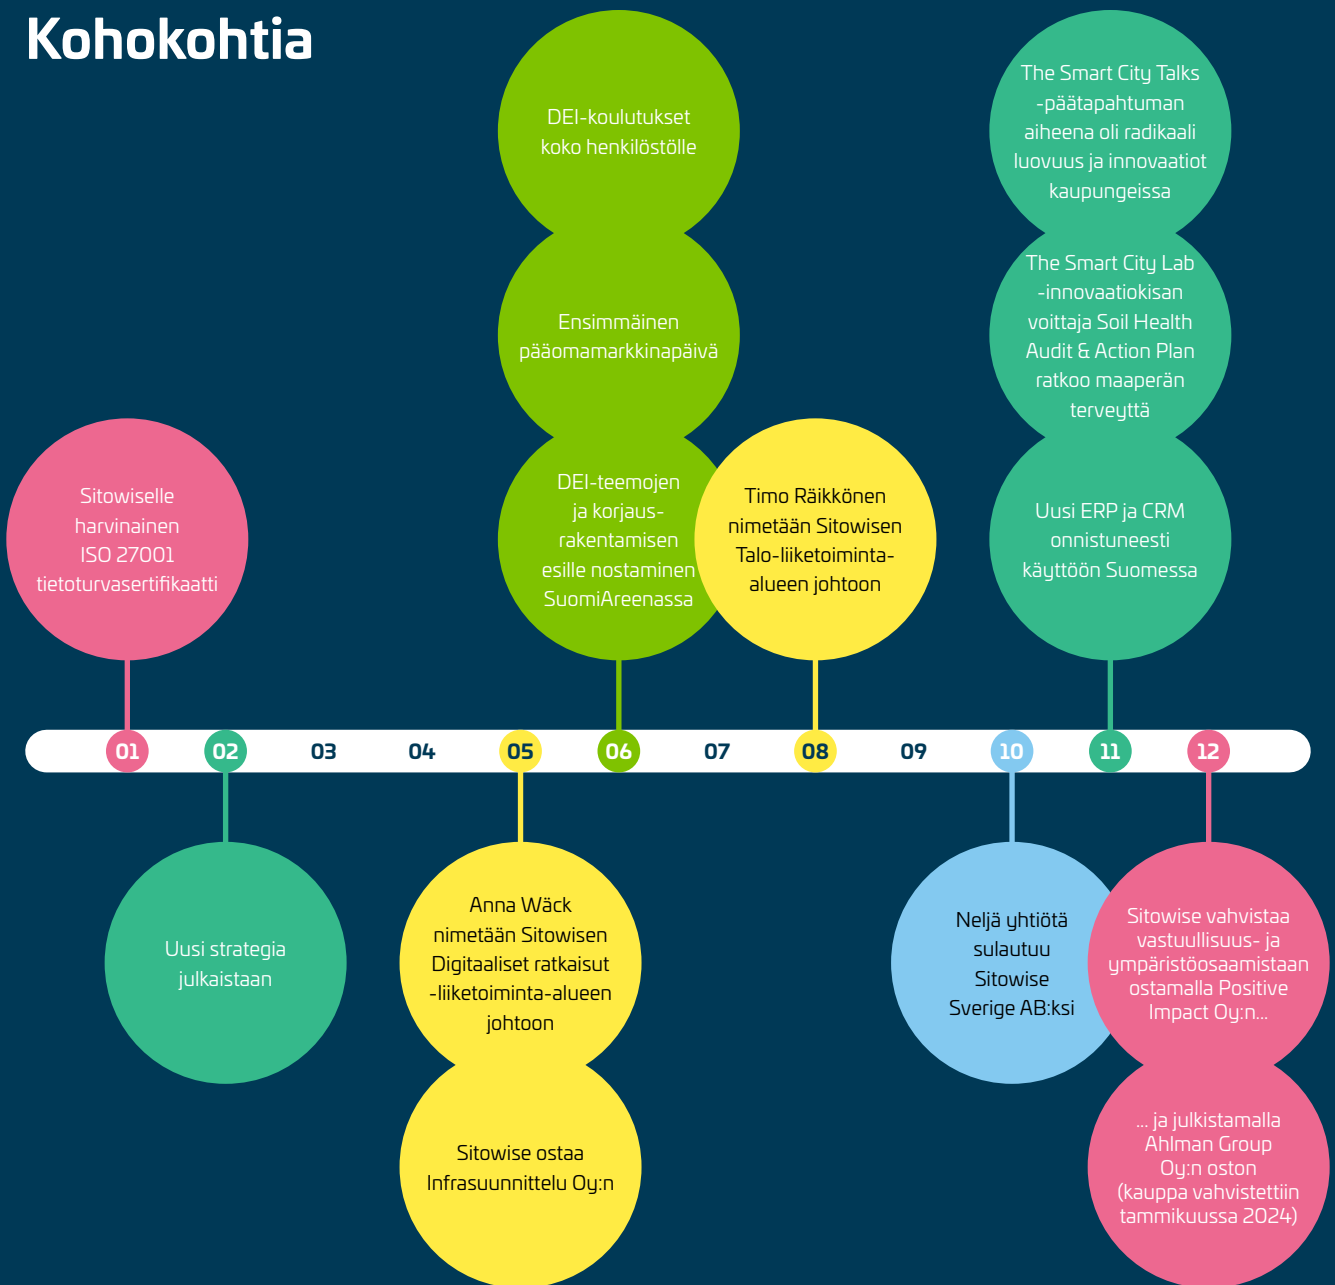 Kohokohtia
DEI-koulutukset
koko henkilöstölle
Ensimmäinen
pääomamarkkinapäivä
DEI-teemojen
ja korjaus-
rakentamisen
esille nostaminen
SuomiAreenassa
The Smart City Talks
-päätapahtuman
aiheena oli radikaali
luovuus ja innovaatiot
kaupungeissa
The Smart City Lab
-innovaatiokisan
voittaja Soil Health
Audit & Action Plan
ratkoo maaperän
terveyttä
Uusi ERP ja CRM
onnistuneesti
käyttöön Suomessa
Sitowiselle
harvinainen
ISO 27001
tietoturvasertifikaatti
Timo Räikkönen
nimetään Sitowisen
Talo-liiketoiminta-
alueen johtoon
01 02 03 04 05 06 07 08 09 10 11 12
Uusi strategia
julkaistaan
Anna Wäck
nimetään Sitowisen
Digitaaliset ratkaisut
-liiketoiminta-alueen
johtoon
Sitowise ostaa
Infrasuunnittelu Oy:n
Neljä yhtiötä
sulautuu
Sitowise
Sverige AB:ksi
Sitowise vahvistaa
vastuullisuus- ja
ympäristöosaamistaan
ostamalla Positive
Impact Oy:n...
... ja julkistamalla
Ahlman Group
Oy:n oston
(kauppa vahvistettiin
tammikuussa 2024)